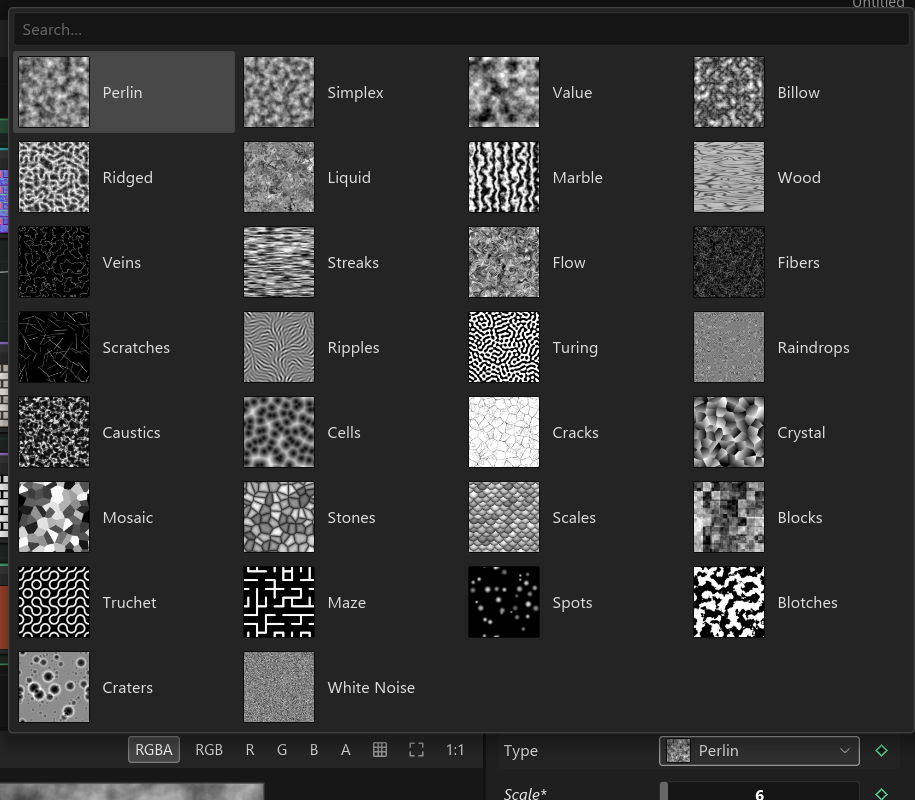 Untitled
Search...
Perlin Simplex Value Billow
Ridged Liquid Marble Wood
Veins Streaks Flow Fibers
Scratches Ripples Turing Raindrops
Caustics Cells Cracks Crystal
Mosaic Stones Scales Blocks
Truchet Maze Spots Blotches
Craters White Noise
RGBA RGB R G B A 1:1 Type Perlin
Scale* 6